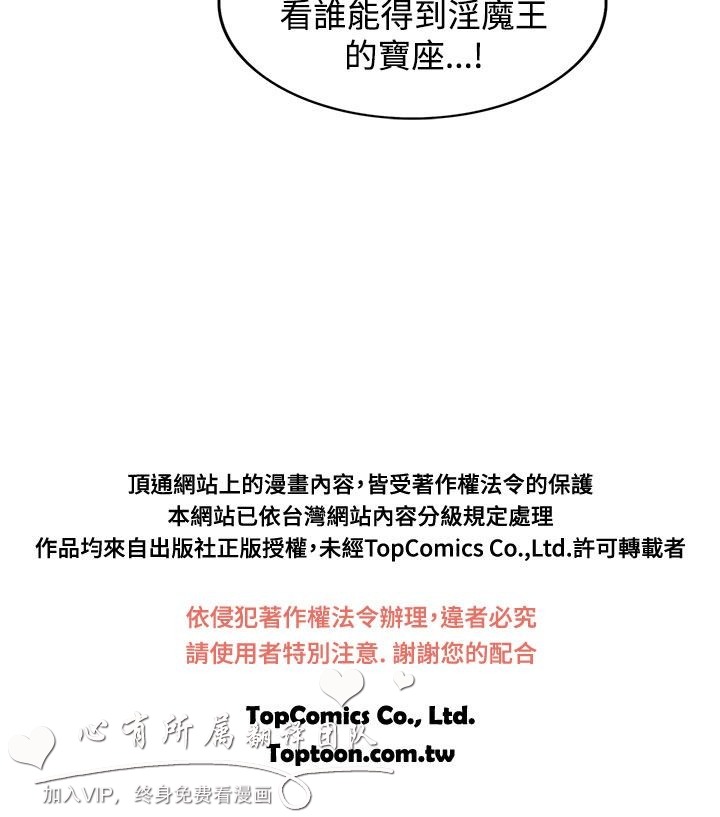 看誰能得到淫魔王
的寶座...!
頂通網站上的漫畫內容，皆受著作權法令的保護
本網站已依台灣網站內容分級規定處理
作品均來自出版社正版授權，未經TopComics Co.,Ltd.許可轉載者
依侵犯著作權法令辦理，違者必究
請使用者特別注意. 謝謝您的配合
TopComics Co., Ltd.
Toptoon.com.tw
心有所属翻译团队
加入VIP，终身免费看漫画